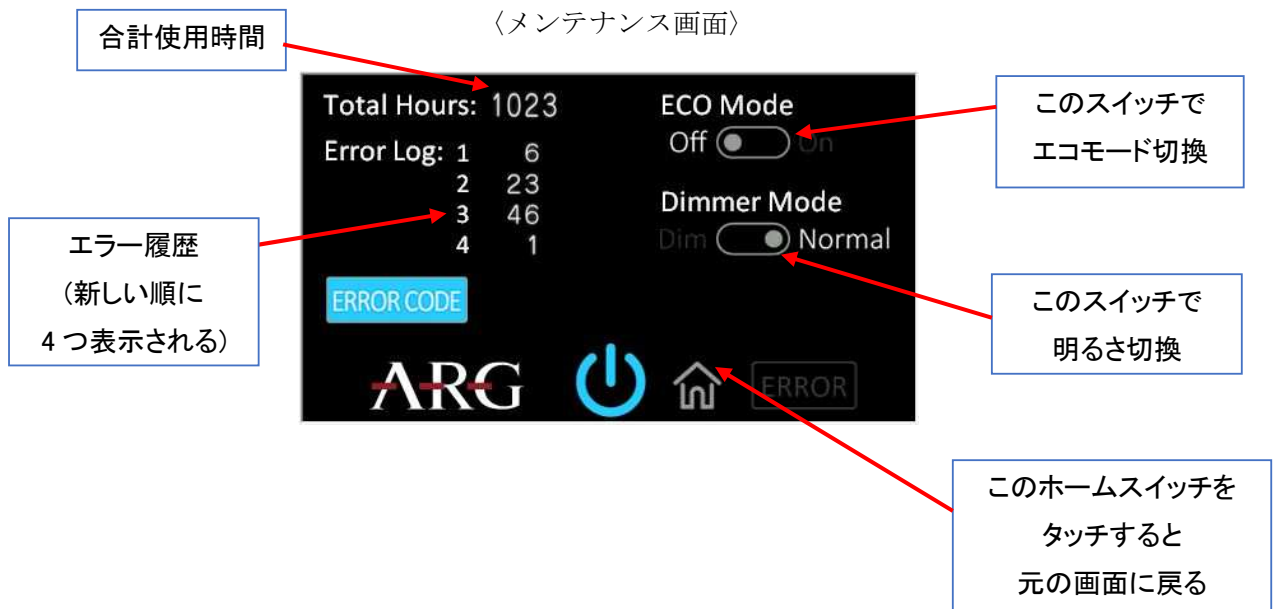 〈メンテナンス画面〉
合計使用時間
Total Hours: 1023
Error Log: 1 6
2 23
3 46
4 1
ERROR CODE
ECO Mode
Off On
Dimmer Mode
Dim Normal
ARG
ERROR
このスイッチで
エコモード切換
エラー履歴
(新しい順に
4つ表示される)
このスイッチで
明るさ切換
このホームスイッチを
タッチすると
元の画面に戻る